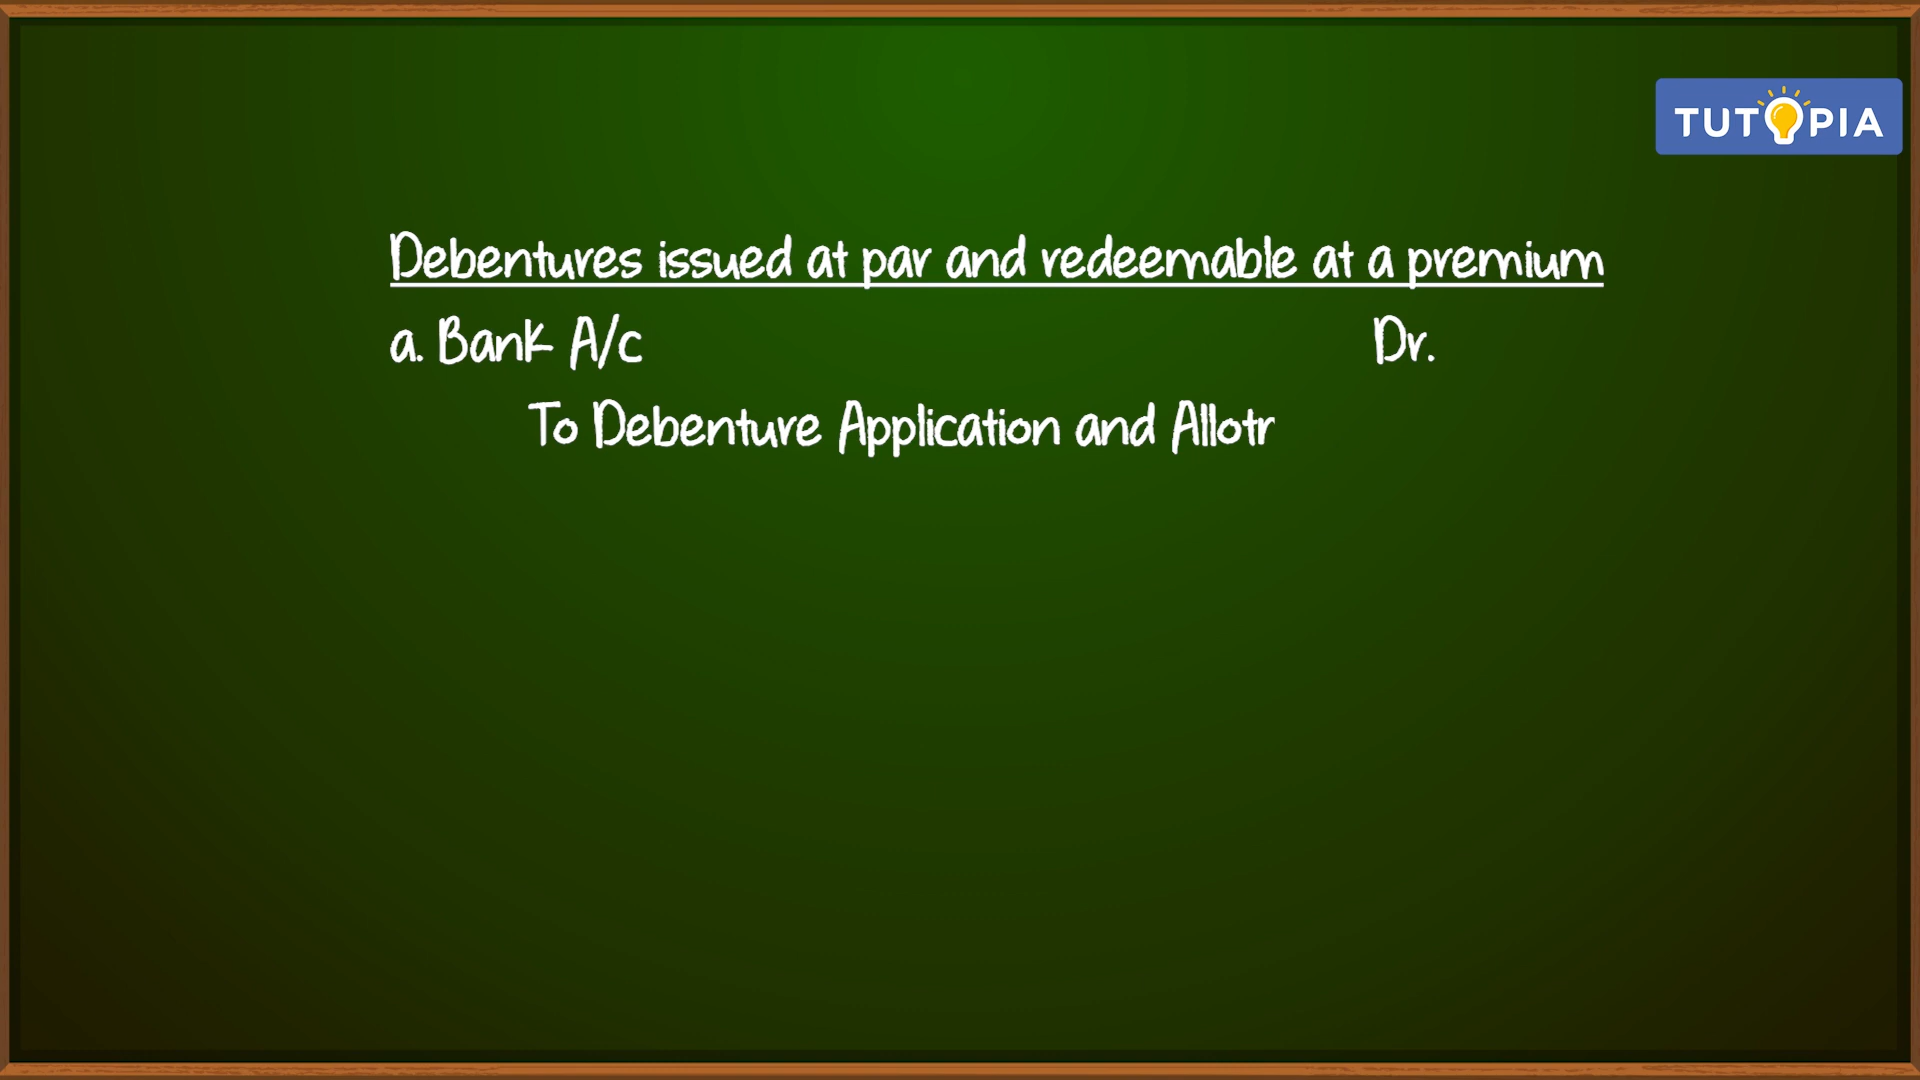 TUTOPIA
Debentures issued at par and redeemable at a premium
a. Bank A/c Dr.
To Debenture Application and Allotr